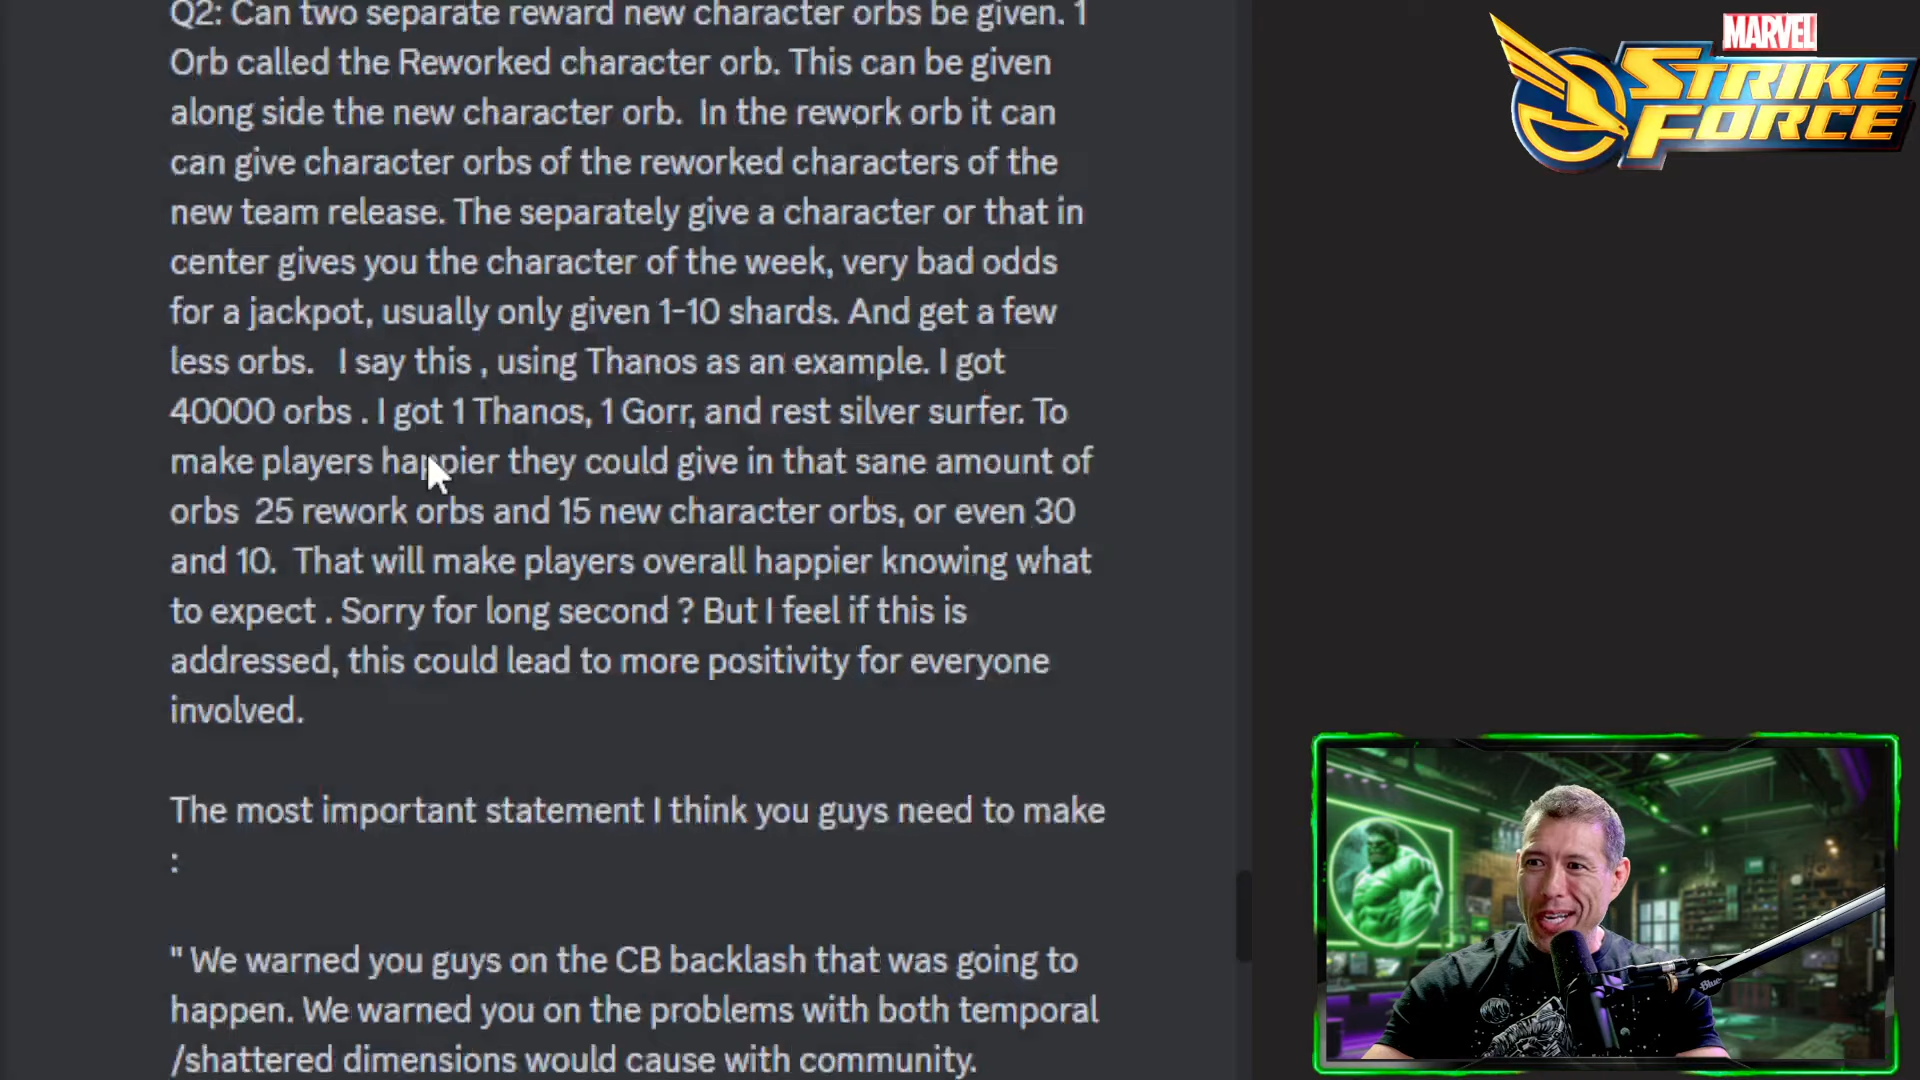 Q2: Can two separate reward new character orbs be given. 1
Orb called the Reworked character orb. This can be given
along side the new character orb.  In the rework orb it can
can give character orbs of the reworked characters of the
new team release. The separately give a character or that in
center gives you the character of the week, very bad odds
for a jackpot, usually only given 1-10 shards. And get a few
less orbs.   I say this , using Thanos as an example. I got
40000 orbs . I got 1 Thanos, 1 Gorr, and rest silver surfer. To
make players happier they could give in that sane amount of
orbs  25 rework orbs and 15 new character orbs, or even 30
and 10.  That will make players overall happier knowing what
to expect . Sorry for long second ? But I feel if this is
addressed, this could lead to more positivity for everyone
involved.
The most important statement I think you guys need to make
:
" We warned you guys on the CB backlash that was going to
happen. We warned you on the problems with both temporal
/shattered dimensions would cause with community.
MARVEL
STRIKE
FORCE
Blue